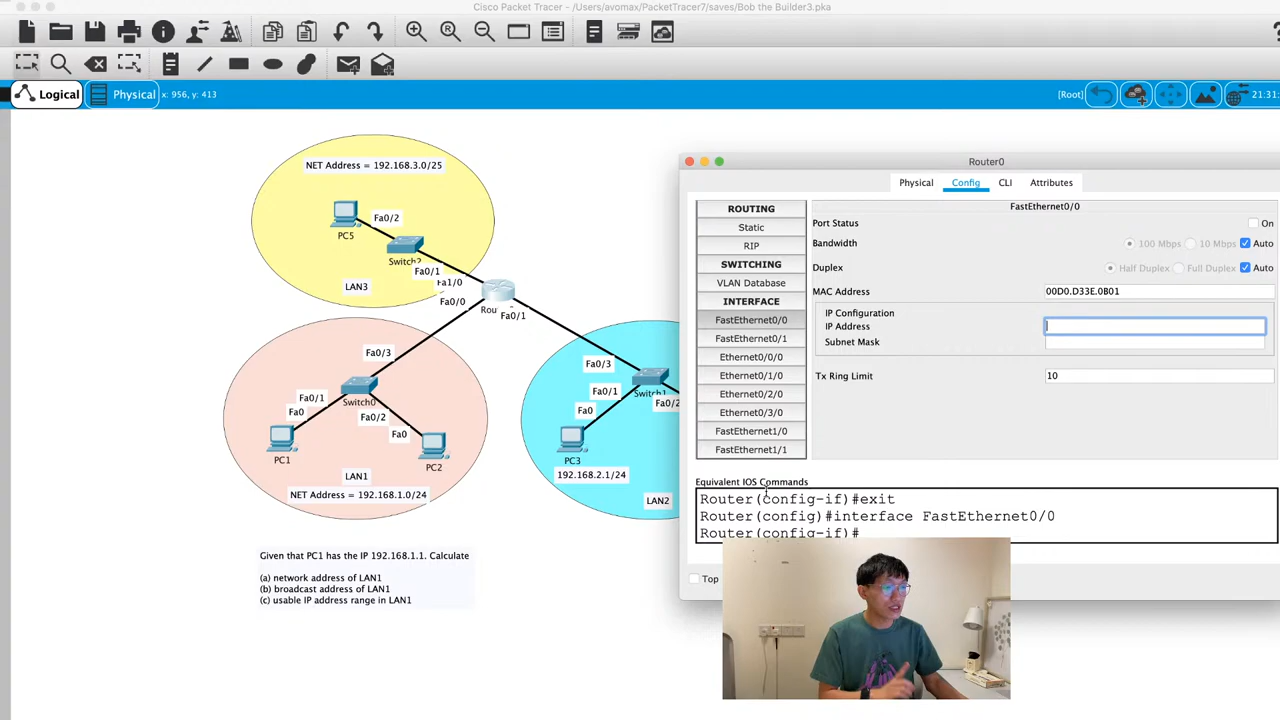 Cisco Packet Tracer - /Users/avomax/PacketTracer7/saves/Bob the Builder3.pka
Logical
Physical
x: 956, y: 413
[Root]
21:31:
NET Address = 192.168.3.0/25
PC5
Fa0/2
Switch2
Fa0/1
Fa1/0
LAN3
Fa0/0
Rou
Fa0/1
Fa0/3
Fa0/1
Fa0
Switch0
Fa0/2
Fa0
PC1
PC2
LAN1
NET Address = 192.168.1.0/24
Fa0/3
Fa0/1
Switch1
Fa0/2
Fa0
PC3
192.168.2.1/24
LAN2
Given that PC1 has the IP 192.168.1.1. Calculate
(a) network address of LAN1
(b) broadcast address of LAN1
(c) usable IP address range in LAN1
Router0
Physical
Config
CLI
Attributes
ROUTING
Static
RIP
SWITCHING
VLAN Database
INTERFACE
FastEthernet0/0
FastEthernet0/1
Ethernet0/0/0
Ethernet0/1/0
Ethernet0/2/0
Ethernet0/3/0
FastEthernet1/0
FastEthernet1/1
FastEthernet0/0
Port Status
On
Bandwidth
100 Mbps
10 Mbps
Auto
Duplex
Half Duplex
Full Duplex
Auto
MAC Address
00D0.D33E.0B01
IP Configuration
IP Address
Subnet Mask
Tx Ring Limit
10
Equivalent IOS Commands
Router(config-if)#exit
Router(config)#interface FastEthernet0/0
Router(config-if)#
Top